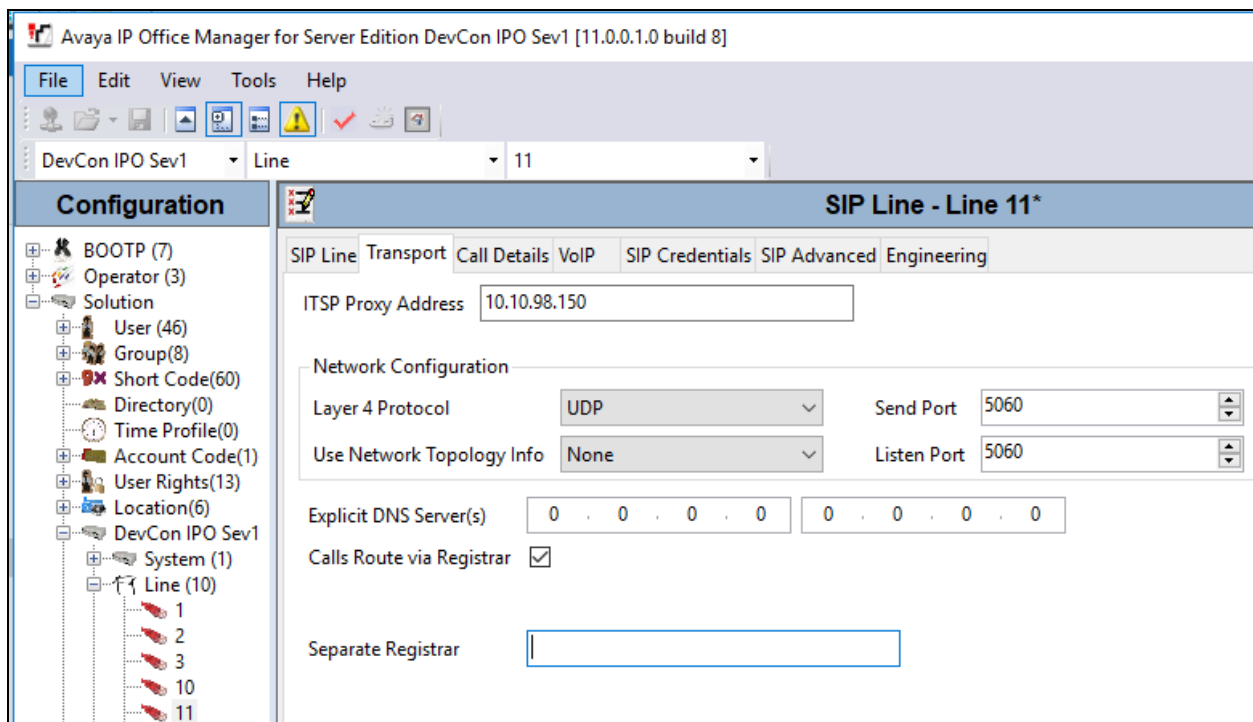 Avaya IP Office Manager for Server Edition DevCon IPO Sev1 [11.0.0.1.0 build 8]
File Edit View Tools Help
DevCon IPO Sev1 Line 11
Configuration
BOOTP (7)
Operator (3)
Solution
User (46)
Group(8)
Short Code(60)
Directory(0)
Time Profile(0)
Account Code(1)
User Rights(13)
Location(6)
DevCon IPO Sev1
System (1)
Line (10)
1
2
3
10
11
SIP Line - Line 11*
SIP Line Transport Call Details VoIP SIP Credentials SIP Advanced Engineering
ITSP Proxy Address 10.10.98.150
Network Configuration
Layer 4 Protocol UDP Send Port 5060
Use Network Topology Info None Listen Port 5060
Explicit DNS Server(s) 0 . 0 . 0 . 0 0 . 0 . 0 . 0
Calls Route via Registrar
Separate Registrar